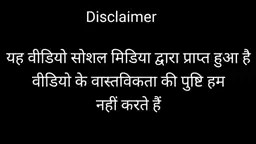 Disclaimer
यह वीडियो सोशल मिडिया द्वारा प्राप्त हुआ है
वीडियो के वास्तविकता की पुष्टि हम
नहीं करते हैं